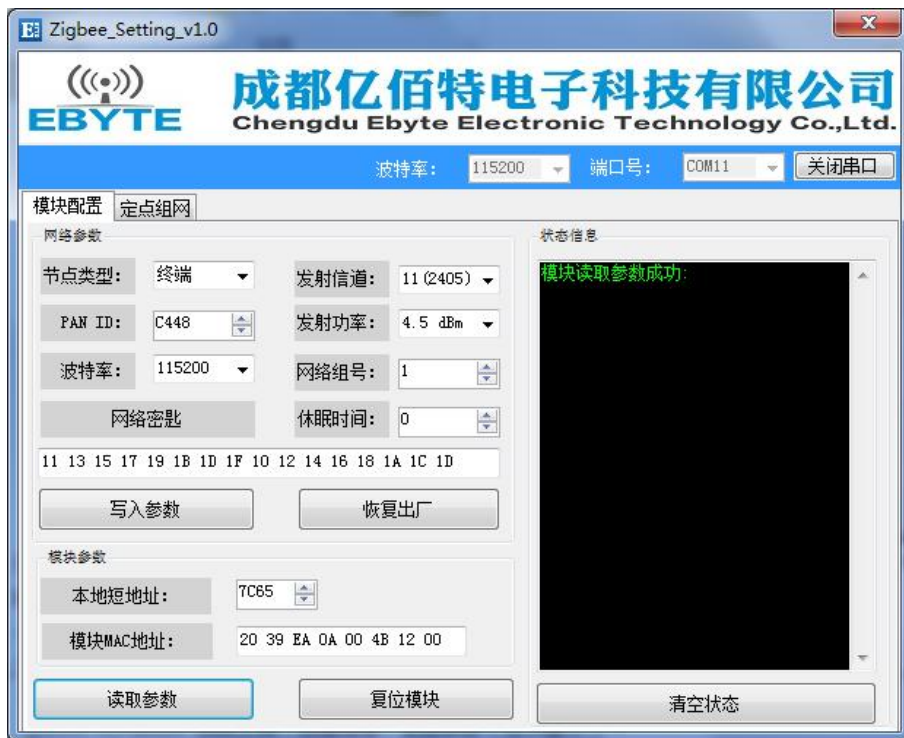 Zigbee_Setting_v1.0
EBYTE
成都亿佰特电子科技有限公司
Chengdu Ebyte Electronic Technology Co.,Ltd.
波特率: 115200 端口号: COM11 关闭串口
模块配置 定点组网
网络参数
节点类型: 终端 发射信道: 11(2405)
PAN ID: C448 发射功率: 4.5 dBm
波特率: 115200 网络组号: 1
网络密匙 休眠时间: 0
11 13 15 17 19 1B 1D 1F 10 12 14 16 18 1A 1C 1D
写入参数 恢复出厂
模块参数
本地短地址: 7C65
模块MAC地址: 20 39 EA 0A 00 4B 12 00
读取参数 复位模块
状态信息
模块读取参数成功:
清空状态